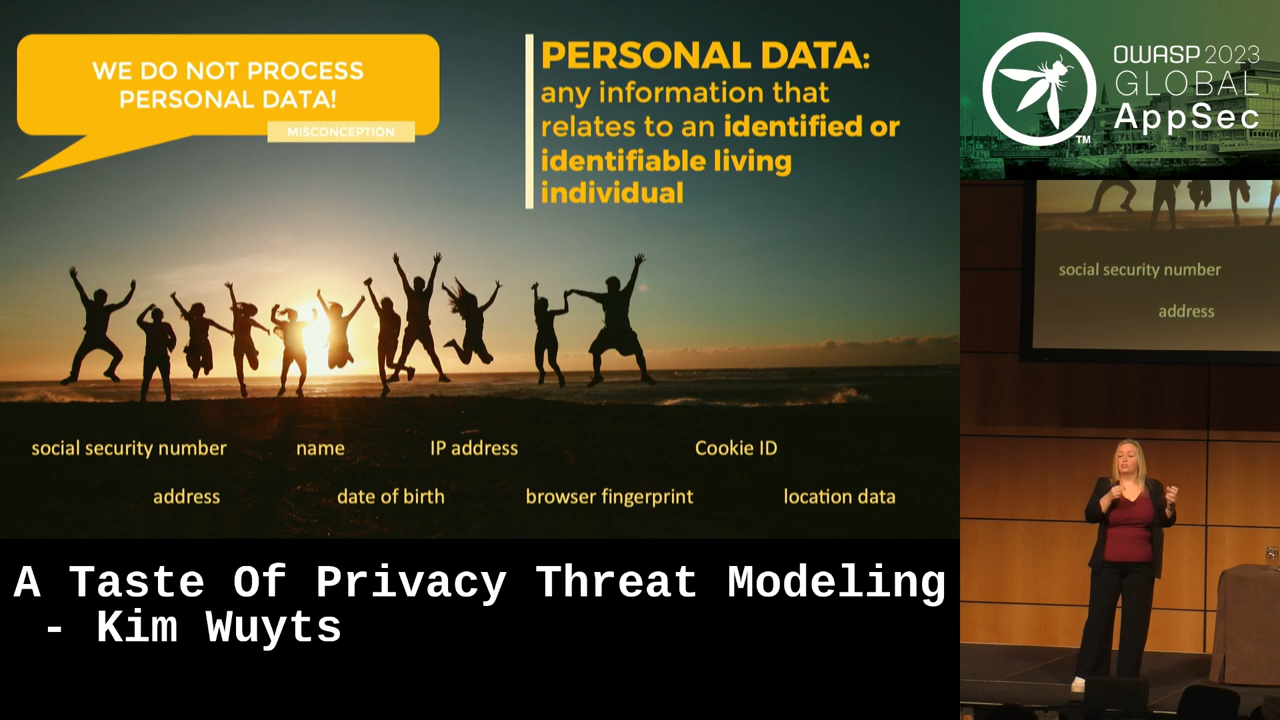 WE DO NOT PROCESS
PERSONAL DATA!
MISCONCEPTION
PERSONAL DATA:
any information that
relates to an identified or
identifiable living
individual
social security number
name
IP address
Cookie ID
address
date of birth
browser fingerprint
location data
A Taste Of Privacy Threat Modeling
- Kim Wuyts
OWASP 2023
GLOBAL
AppSec
TM
social security number
address